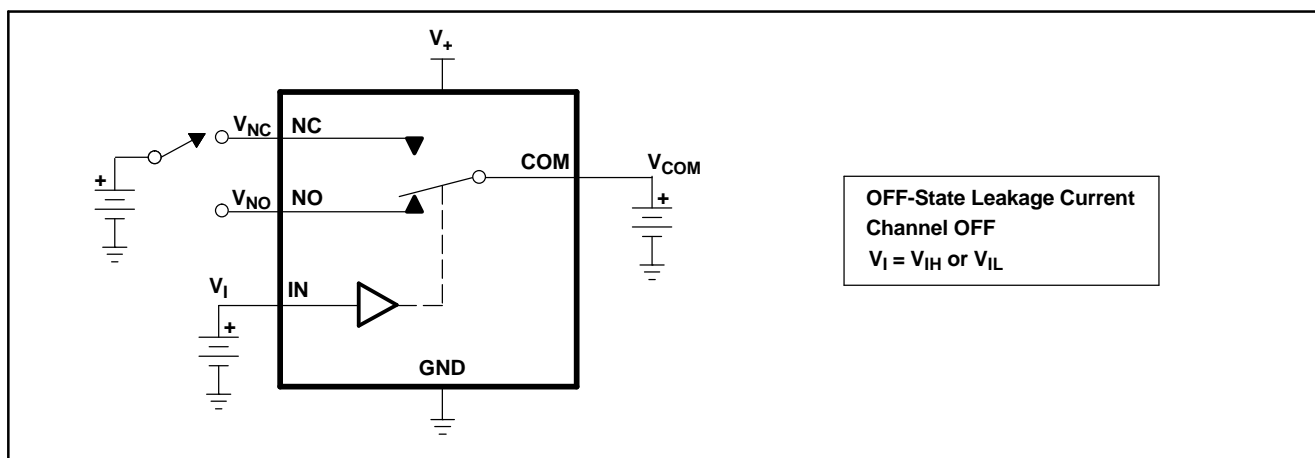 V+
VNC NC
COM VCOM
+
VNO NO
+
VI IN
+
GND
OFF-State Leakage Current
Channel OFF
VI = VIH or VIL